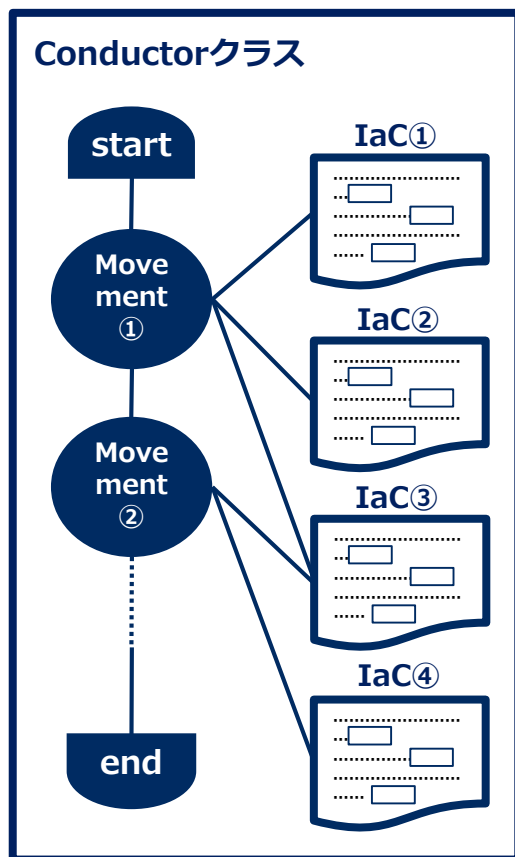 Conductorクラス
start
Move
ment
①
Move
ment
②
end
IaC①
IaC②
IaC③
IaC④